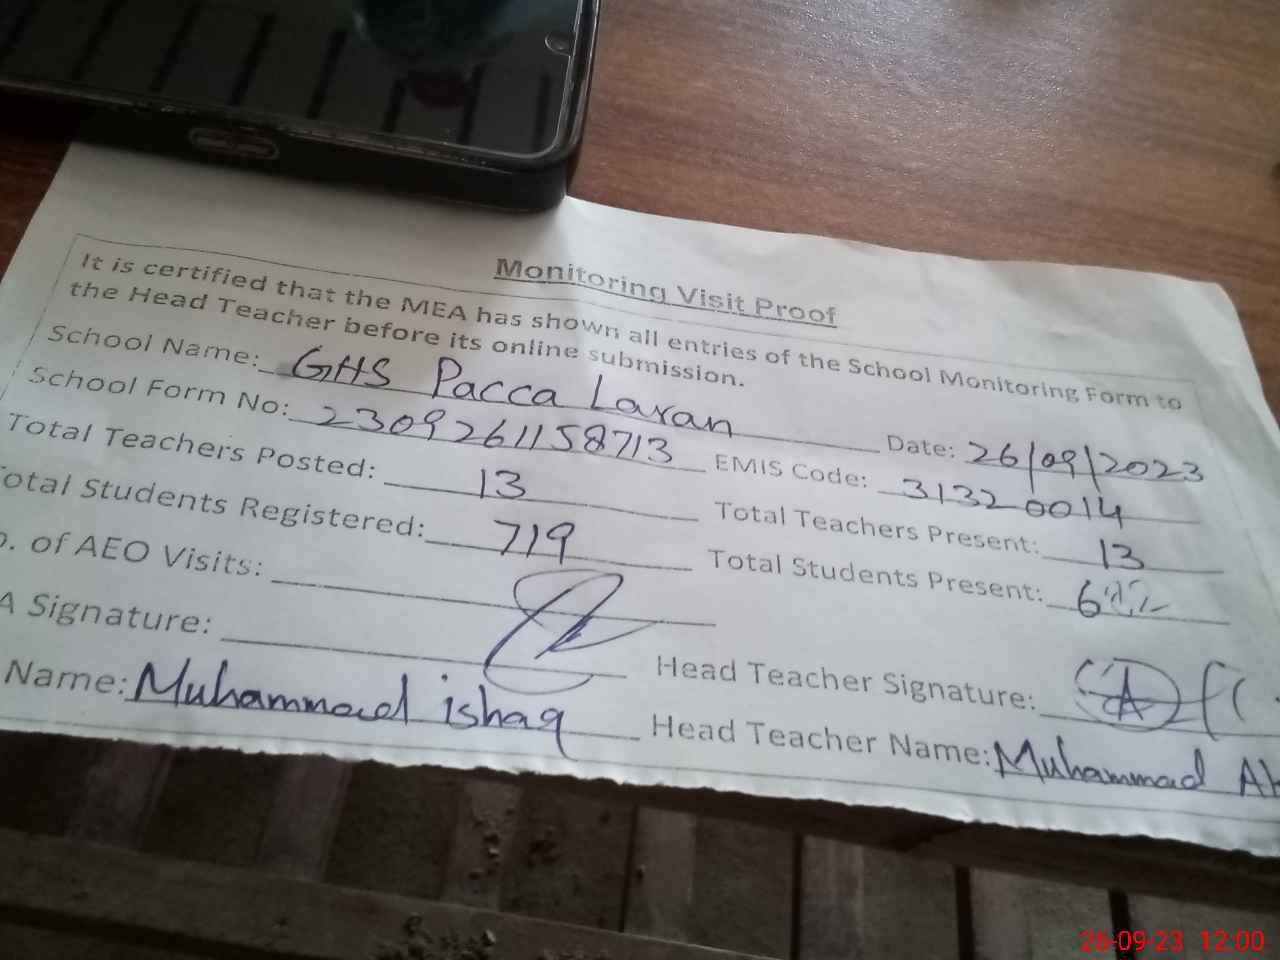 Monitoring Visit Proof
It is certified that the MEA has shown all entries of the School Monitoring Form to
the Head Teacher before its online submission.
School Name: GHS Pacca Laran Date: 26/09/2023
School Form No: 2309261158713 EMIS Code: 31320014
Total Teachers Posted: 13 Total Teachers Present: 13
otal Students Registered: 719 Total Students Present:
. of AEO Visits:
A Signature: Head Teacher Signature:
Name: Muhammad ishaq Head Teacher Name: Muhammad
26-09-23 12:00